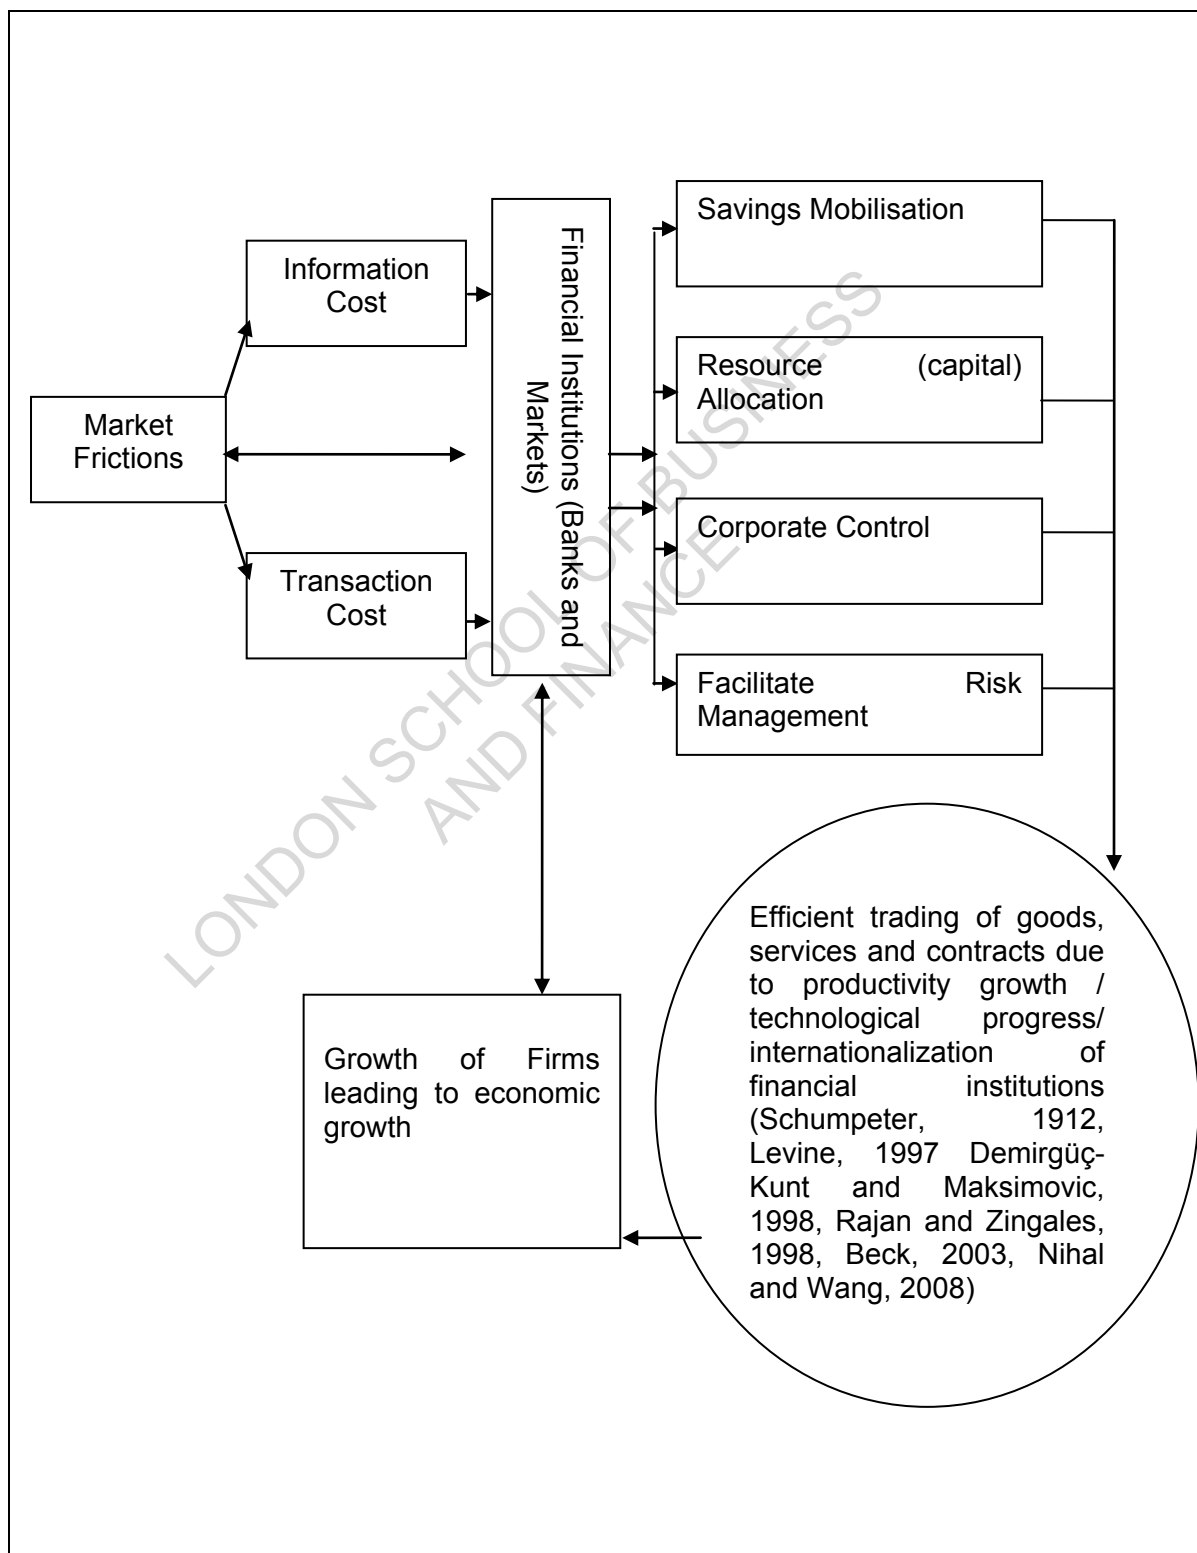 Market
Frictions
Information
Cost
Transaction
Cost
Financial Institutions (Banks and
Markets)
Savings Mobilisation
Resource (capital)
Allocation
Corporate Control
Facilitate Risk
Management
Efficient trading of goods,
services and contracts due
to productivity growth /
technological progress/
internationalization of
financial institutions
(Schumpeter, 1912,
Levine, 1997 Demirgüç-
Kunt and Maksimovic,
1998, Rajan and Zingales,
1998, Beck, 2003, Nihal
and Wang, 2008)
Growth of Firms
leading to economic
growth
LONDON SCHOOL OF BUSINESS
AND FINANCE